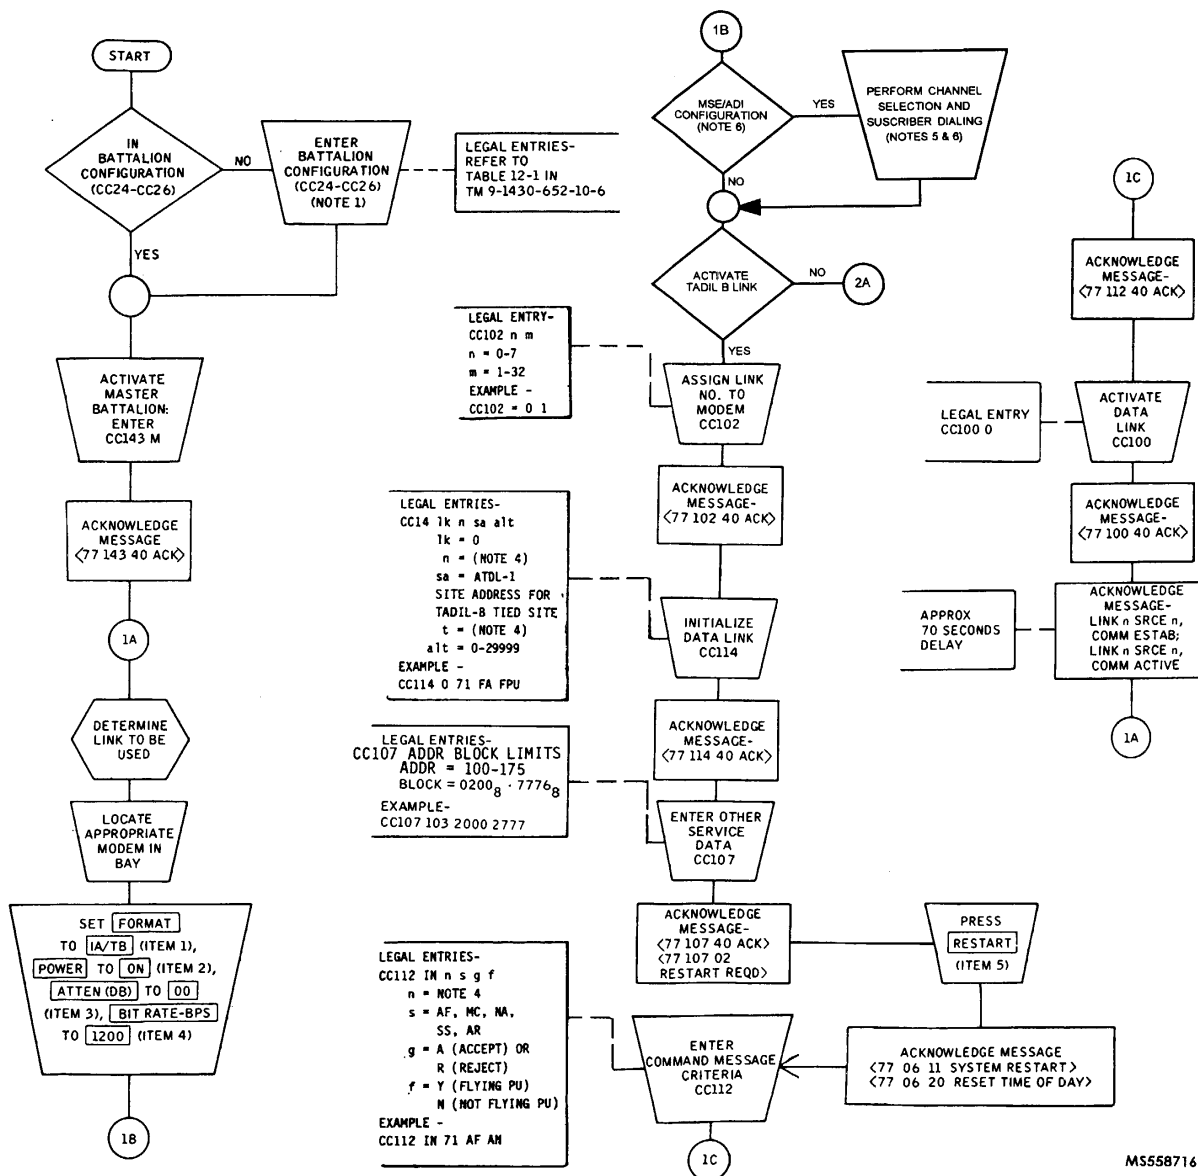 START
IN
BATTALION
CONFIGURATION
(CC24-CC26)
NO
YES
ENTER
BATTALION
CONFIGURATION
(CC24-CC26)
(NOTE 1)
LEGAL ENTRIES-
REFER TO
TABLE 12-1 IN
TM 9-1430-652-10-6
ACTIVATE
MASTER
BATTALION:
ENTER
CC143 M
ACKNOWLEDGE
MESSAGE
<77 143 40 ACK>
1A
DETERMINE
LINK TO BE
USED
LOCATE
APPROPRIATE
MODEM IN
BAY
SET FORMAT
TO IA/TB (ITEM 1),
POWER TO ON (ITEM 2),
ATTEN (DB) TO 00
(ITEM 3), BIT RATE-BPS
TO 1200 (ITEM 4)
1B
1B
MSE/ADI
CONFIGURATION
(NOTE 6)
YES
NO
PERFORM CHANNEL
SELECTION AND
SUSCRIBER DIALING
(NOTES 5 & 6)
ACTIVATE
TADIL B LINK
NO
2A
YES
LEGAL ENTRY-
CC102 n m
n = 0-7
m = 1-32
EXAMPLE -
CC102 = 0 1
ASSIGN LINK
NO. TO
MODEM
CC102
ACKNOWLEDGE
MESSAGE-
<77 102 40 ACK>
LEGAL ENTRIES-
CC14 lk n sa alt
lk = 0
n = (NOTE 4)
sa = ATDL-1
SITE ADDRESS FOR
TADIL-B TIED SITE
t = (NOTE 4)
alt = 0-29999
EXAMPLE -
CC114 0 71 FA FPU
INITIALIZE
DATA LINK
CC114
ACKNOWLEDGE
MESSAGE-
<77 114 40 ACK>
LEGAL ENTRIES-
CC107 ADDR BLOCK LIMITS
ADDR = 100-175
BLOCK = 0200₈ · 7776₈
EXAMPLE-
CC107 103 2000 2777
ENTER OTHER
SERVICE
DATA
CC107
ACKNOWLEDGE
MESSAGE-
<77 107 40 ACK>
<77 107 02
RESTART REQD>
PRESS
RESTART
(ITEM 5)
ACKNOWLEDGE MESSAGE
<77 06 11 SYSTEM RESTART>
<77 06 20 RESET TIME OF DAY>
LEGAL ENTRIES-
CC112 IN n s g f
n = NOTE 4
s = AF, MC, NA,
SS, AR
g = A (ACCEPT) OR
R (REJECT)
f = Y (FLYING PU)
N (NOT FLYING PU)
EXAMPLE -
CC112 IN 71 AF AN
ENTER
COMMAND MESSAGE
CRITERIA
CC112
1C
1C
ACKNOWLEDGE
MESSAGE-
<77 112 40 ACK>
LEGAL ENTRY
CC100 0
ACTIVATE
DATA
LINK
CC100
ACKNOWLEDGE
MESSAGE-
<77 100 40 ACK>
APPROX
70 SECONDS
DELAY
ACKNOWLEDGE
MESSAGE-
LINK n SRCE n,
COMM ESTAB;
LINK n SRCE n,
COMM ACTIVE
1A
MS558716